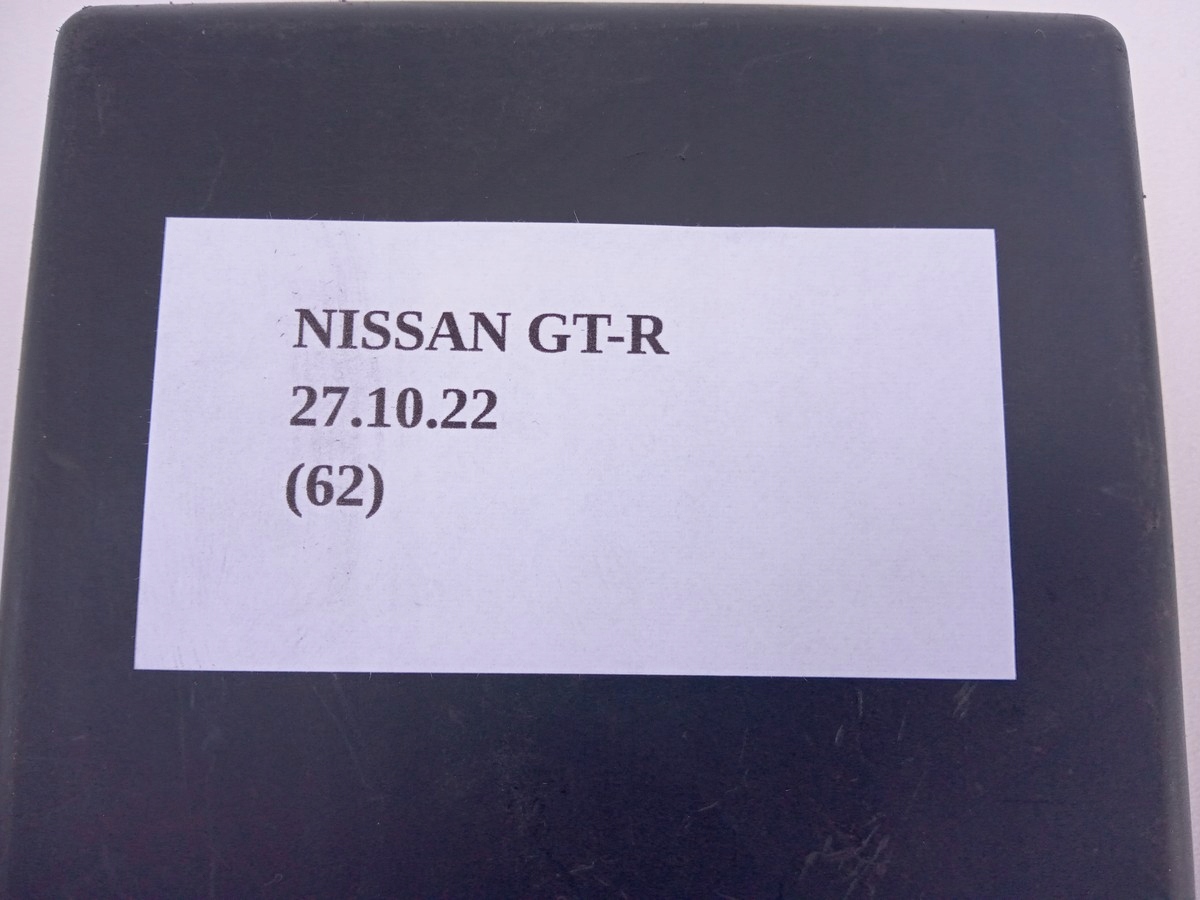 NISSAN GT-R
27.10.22
(62)